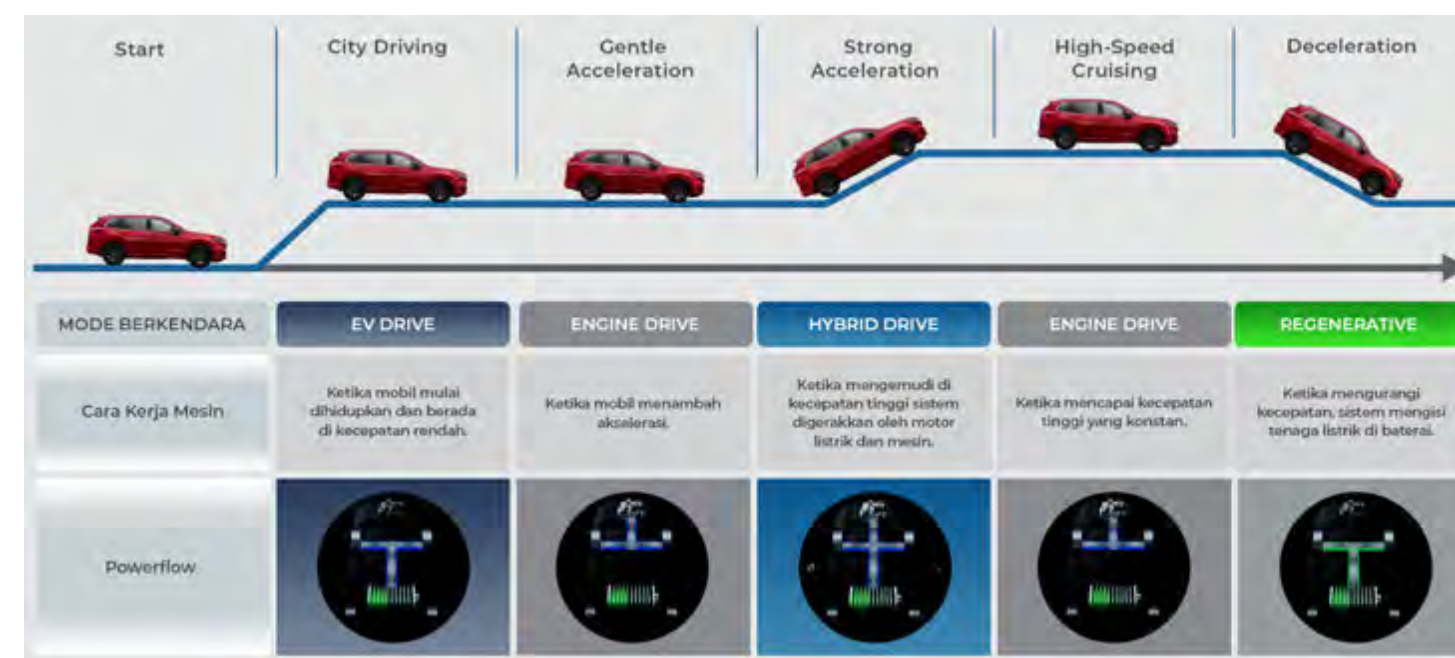 Start
City Driving
Gentle
Acceleration
Strong
Acceleration
High-Speed
Cruising
Deceleration
MODE BERKENDARA
EV DRIVE
ENGINE DRIVE
HYBRID DRIVE
ENGINE DRIVE
REGENERATIVE
Cara Kerja Mesin
Ketika mobil mulai
dihidupkan dan berada
di kecepatan rendah.
Ketika mobil menambah
akselerasi.
Ketika mengemudi di
kecepatan tinggi sistem
digerakkan oleh motor
listrik dan mesin.
Ketika mencapai kecepatan
tinggi yang konstan.
Ketika mengurangi
kecepatan, sistem mengisi
tenaga listrik di baterai.
Powerflow